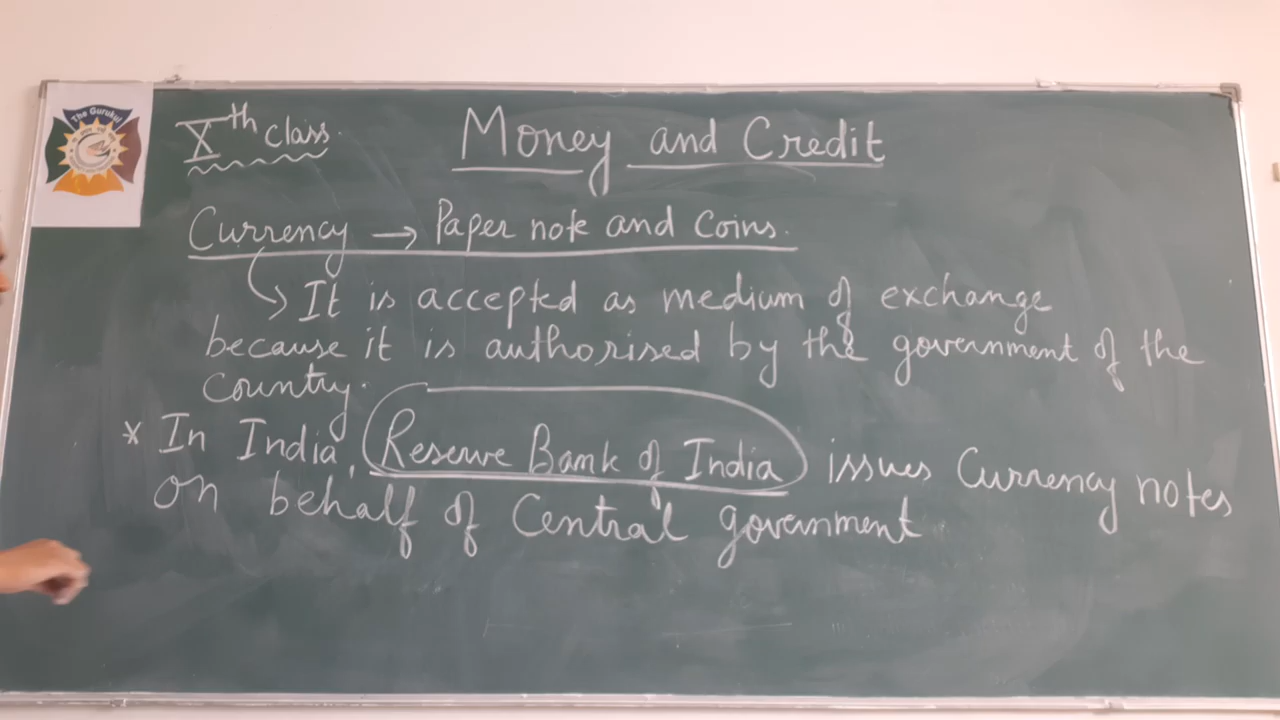 The Gurukul
Xth class.
Money and Credit
Currency → Paper note and Coins.
↳ It is accepted as medium of exchange
because it is authorised by the government of the
country.
* In India, Reserve Bank of India issues Currency notes
on behalf of Central government